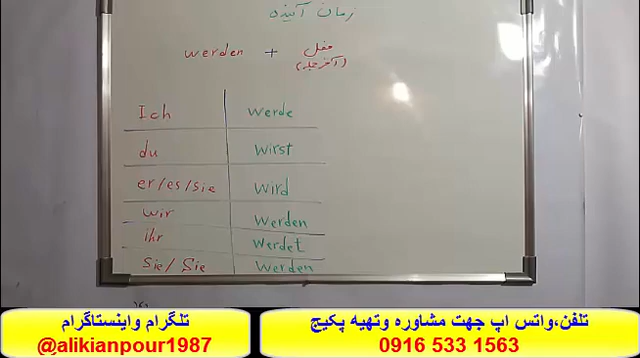 زمان آینده
werden + فعل
(آخر جمله)
Ich werde
du wirst
er/es/sie wird
wir werden
Ihr werdet
Sie/Sie werden
تلگرام واینستاگرام
@alikianpour1987
تلفن،واتس اپ جهت مشاوره وتهیه پکیج
0916 533 1563